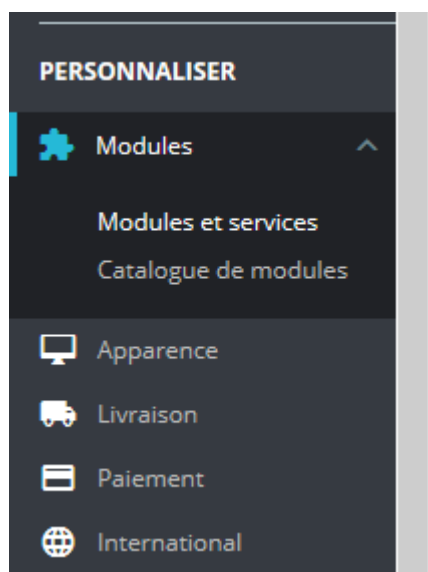 PERSONNALISER
Modules
Modules et services
Catalogue de modules
Apparence
Livraison
Paiement
International